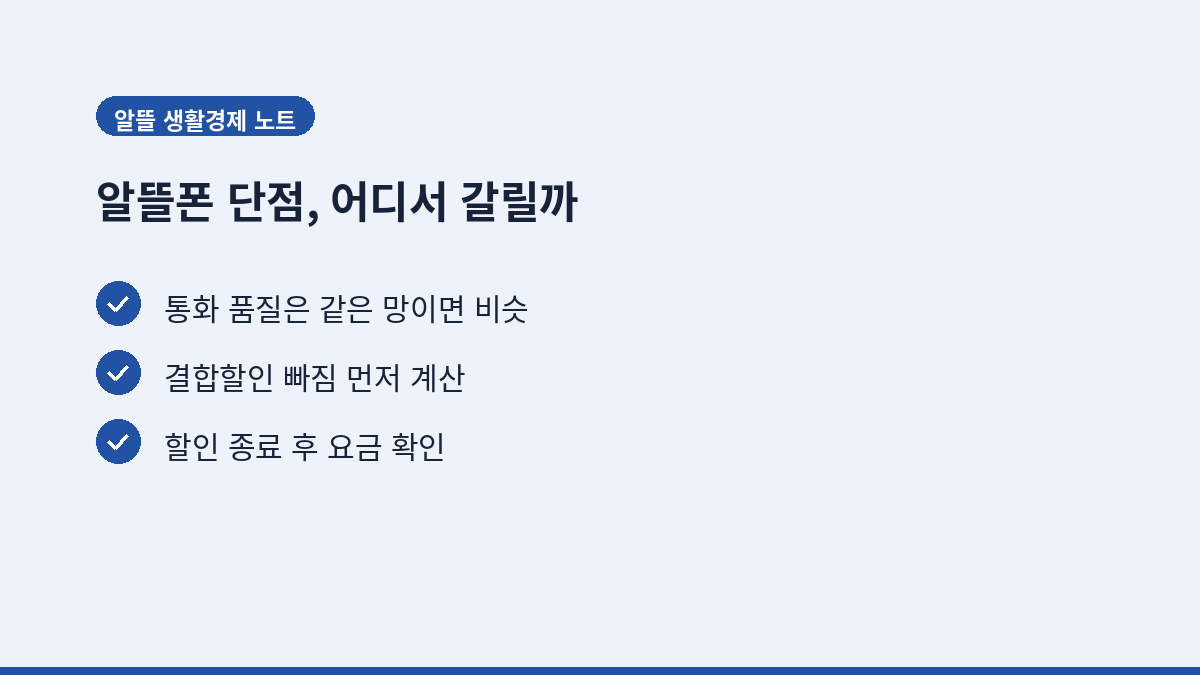 알뜰 생활경제 노트
알뜰폰 단점, 어디서 갈릴까
통화 품질은 같은 망이면 비슷
결합할인 빠짐 먼저 계산
할인 종료 후 요금 확인